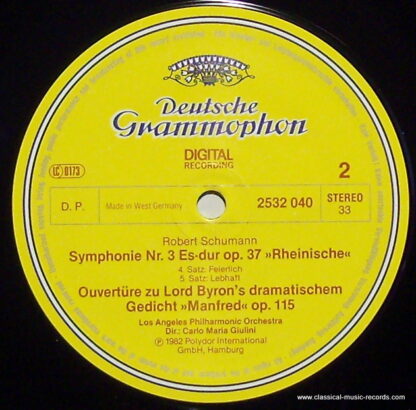 Deutsche
Grammophon
DIGITAL
RECORDING
LC 0173
2
D. P.
Made in West Germany
2532 040
STEREO
33
Robert Schumann
Symphonie Nr. 3 Es-dur op. 37 »Rheinische«
4. Satz: Feierlich
5. Satz: Lebhaft
Ouvertüre zu Lord Byron's dramatischem
Gedicht »Manfred« op. 115
Los Angeles Philharmonic Orchestra
Dir.: Carlo Maria Giulini
℗ 1982 Polydor International
GmbH, Hamburg
www.classical-music-records.com